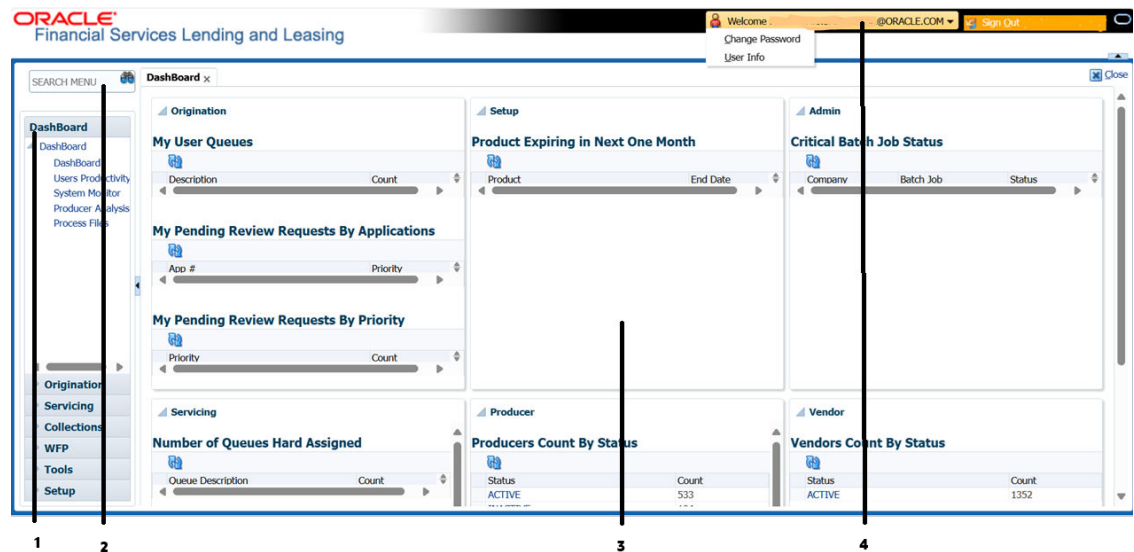 ORACLE
Financial Services Lending and Leasing
Welcome @ORACLE.COM
Sign Out
Change Password
User Info
SEARCH MENU
DashBoard ×
Close
DashBoard
DashBoard
DashBoard
Users Productivity
System Monitor
Producer Analysis
Process Files
Origination
Servicing
Collections
WFP
Tools
Setup
Origination
My User Queues
Description Count
My Pending Review Requests By Applications
App # Priority
My Pending Review Requests By Priority
Priority Count
Setup
Product Expiring in Next One Month
Product End Date
Admin
Critical Batch Job Status
Company Batch Job Status
Servicing
Number of Queues Hard Assigned
Queue Description Count
Producer
Producers Count By Status
Status Count
ACTIVE 533
Vendor
Vendors Count By Status
Status Count
ACTIVE 1352
1 2 3 4